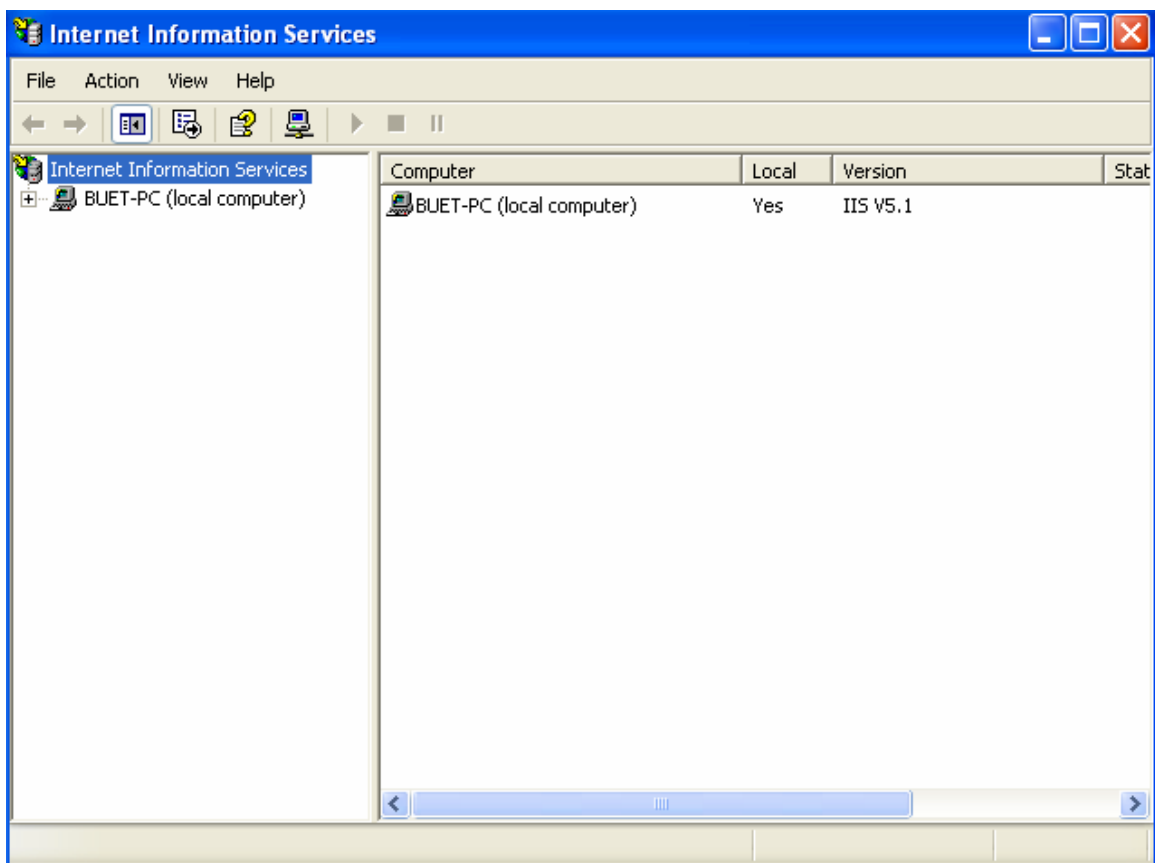 Internet Information Services
File Action View Help
Internet Information Services
BUET-PC (local computer)
Computer Local Version Stat
BUET-PC (local computer) Yes IIS V5.1